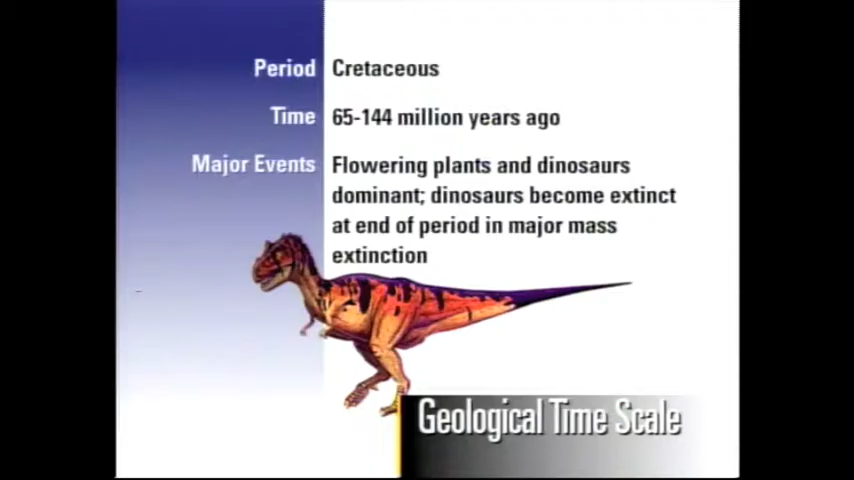 Period Cretaceous
Time 65-144 million years ago
Major Events Flowering plants and dinosaurs
dominant; dinosaurs become extinct
at end of period in major mass
extinction
Geological Time Scale